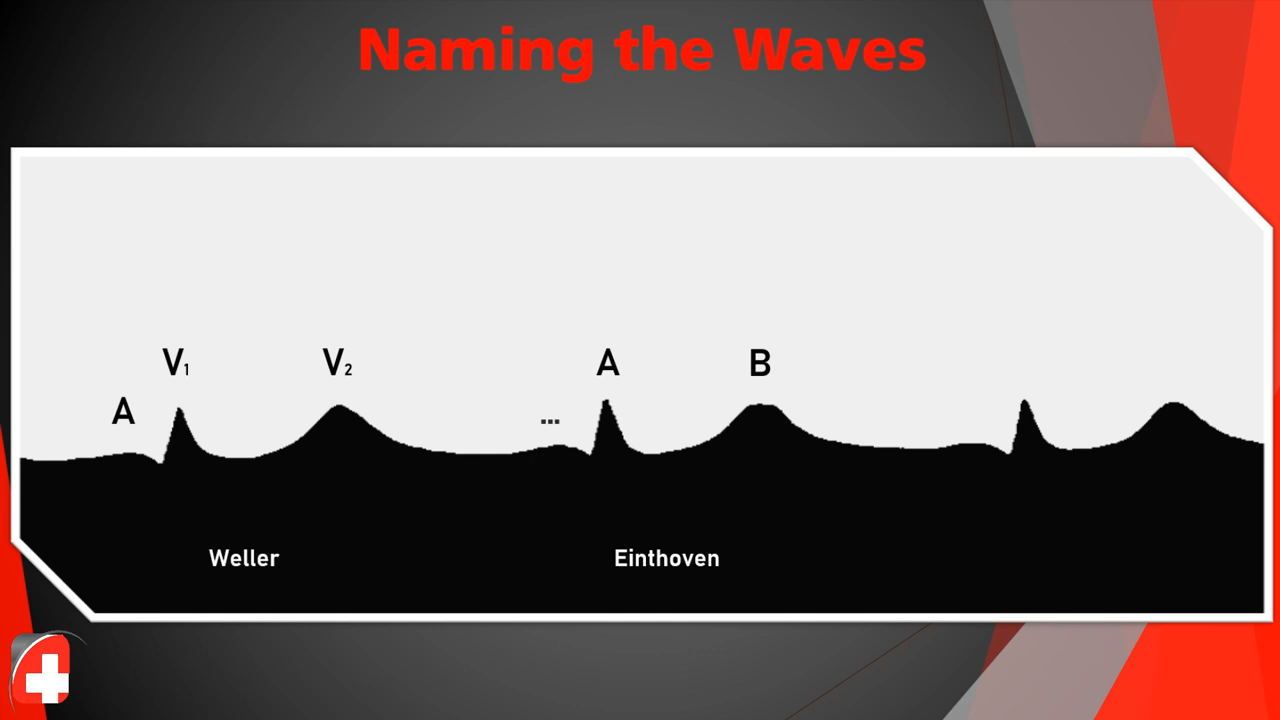 Naming the Waves
V₁ V₂ A B
A ...
Weller Einthoven